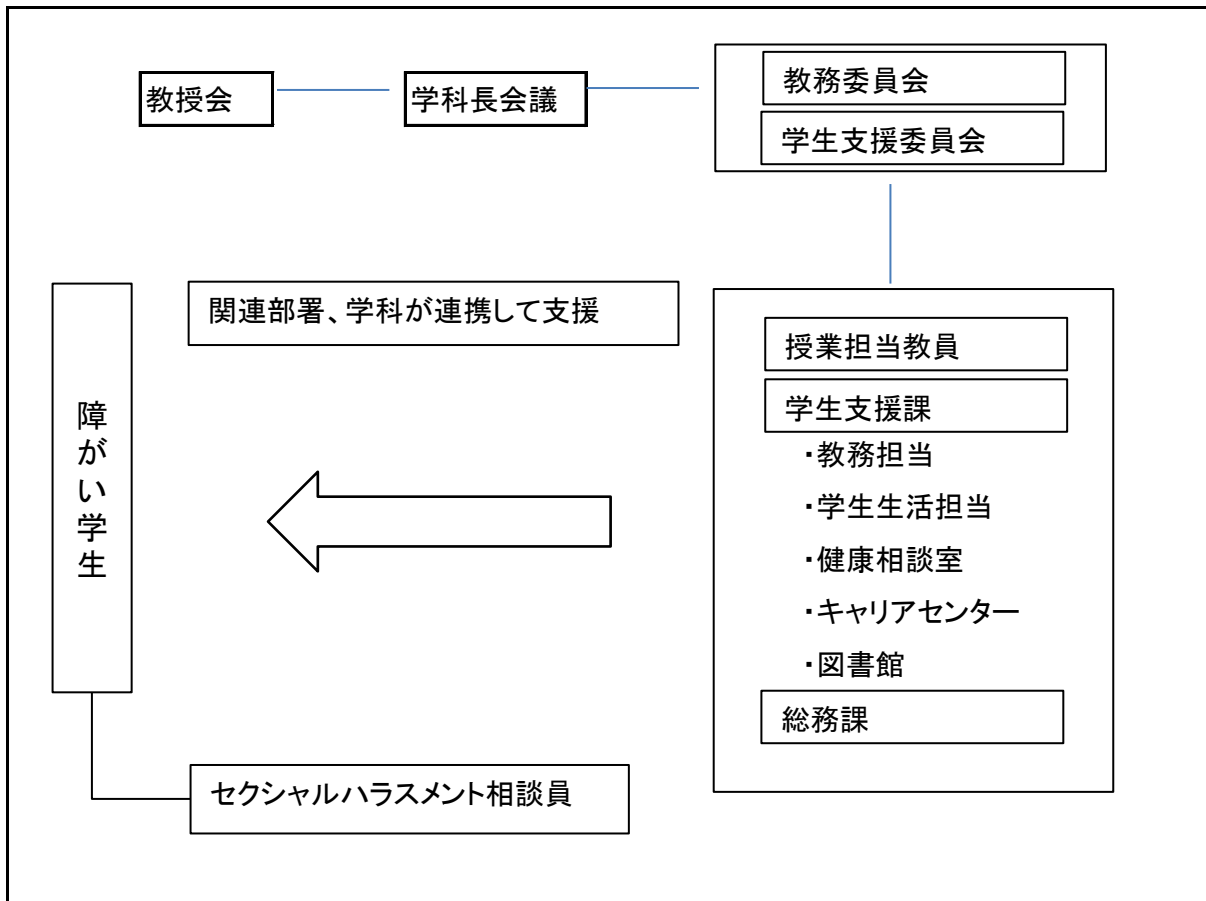 教授会
学科長会議
教務委員会
学生支援委員会
関連部署、学科が連携して支援
障がい学生
授業担当教員
学生支援課
・教務担当
・学生生活担当
・健康相談室
・キャリアセンター
・図書館
総務課
セクシャルハラスメント相談員